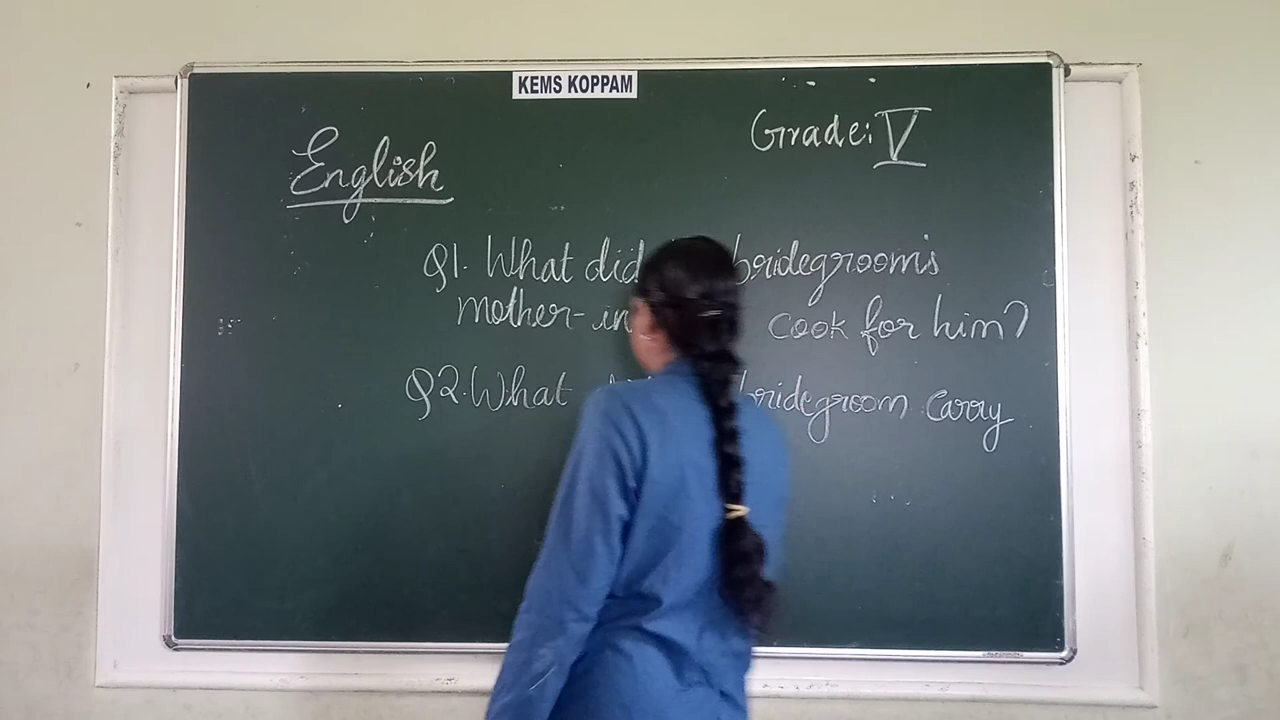 KEMS KOPPAM
English
Grade: V
Q1. What did bridegroom's
mother-in cook for him?
Q2. What bridegroom carry